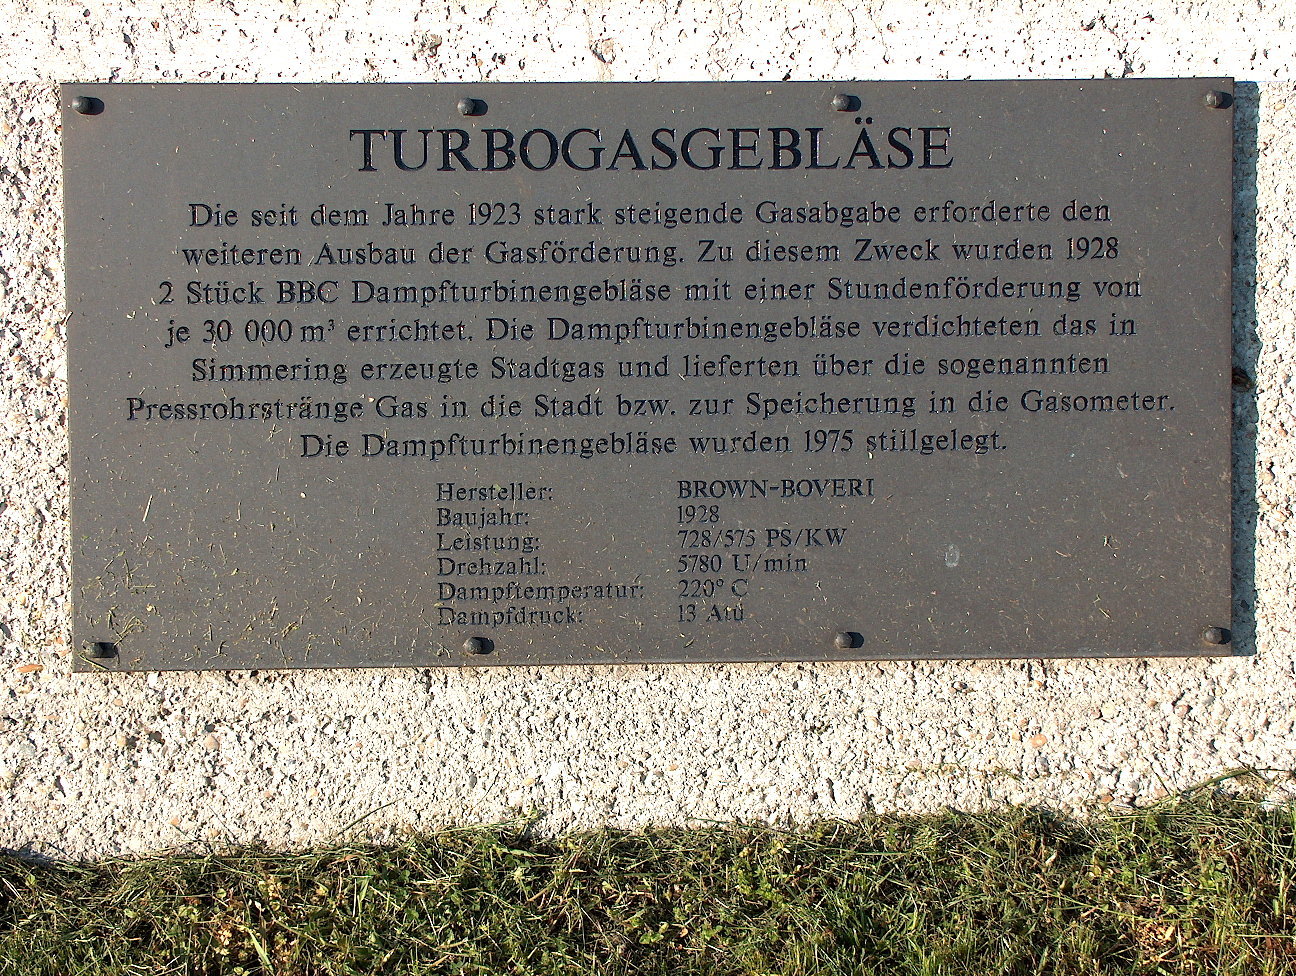 TURBOGASGEBLÄSE
Die seit dem Jahre 1923 stark steigende Gasabgabe erforderte den
weiteren Ausbau der Gasförderung. Zu diesem Zweck wurden 1928
2 Stück BBC Dampfturbinengebläse mit einer Stundenförderung von
je 30 000 m³ errichtet. Die Dampfturbinengebläse verdichteten das in
Simmering erzeugte Stadtgas und lieferten über die sogenannten
Pressrohrstränge Gas in die Stadt bzw. zur Speicherung in die Gasometer.
Die Dampfturbinengebläse wurden 1975 stillgelegt.
Hersteller: BROWN-BOVERI
Baujahr: 1928
Leistung: 728/575 PS/KW
Drehzahl: 5780 U/min
Dampftemperatur: 220° C
Dampfdruck: 13 Atü